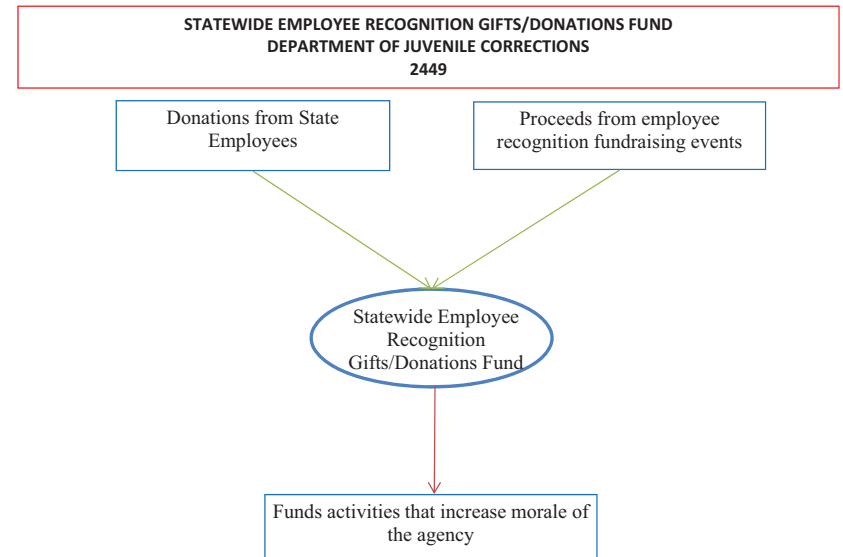 STATEWIDE EMPLOYEE RECOGNITION GIFTS/DONATIONS FUND
DEPARTMENT OF JUVENILE CORRECTIONS
2449
Donations from State
Employees
Proceeds from employee
recognition fundraising events
Statewide Employee
Recognition
Gifts/Donations Fund
Funds activities that increase morale of
the agency